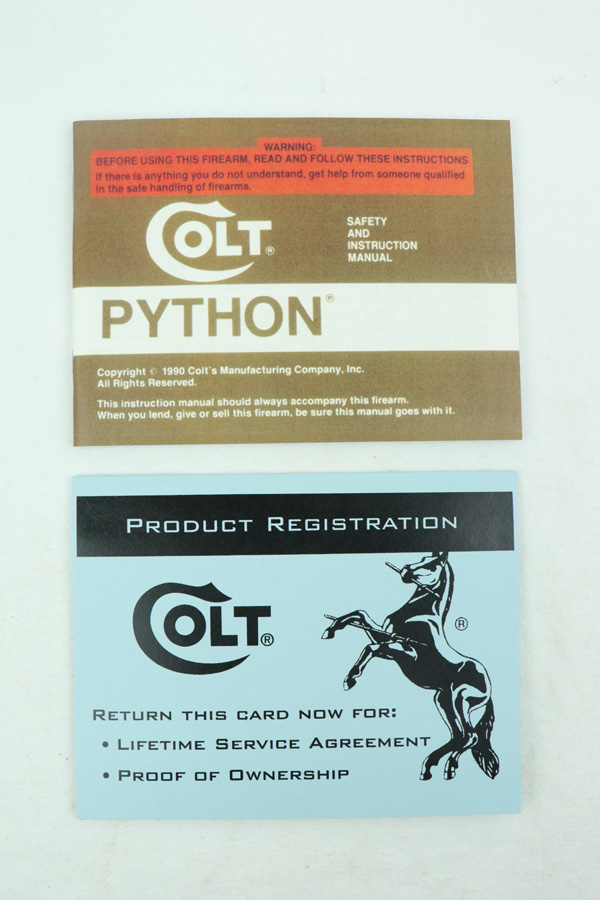 WARNING:
BEFORE USING THIS FIREARM, READ AND FOLLOW THESE INSTRUCTIONS
If there is anything you do not understand, get help from someone qualified
in the safe handling of firearms.
COLT®
SAFETY
AND
INSTRUCTION
MANUAL
PYTHON®
Copyright © 1990 Colt's Manufacturing Company, Inc.
All Rights Reserved.
This instruction manual should always accompany this firearm.
When you lend, give or sell this firearm, be sure this manual goes with it.
PRODUCT REGISTRATION
COLT®
®
RETURN THIS CARD NOW FOR:
• LIFETIME SERVICE AGREEMENT
• PROOF OF OWNERSHIP